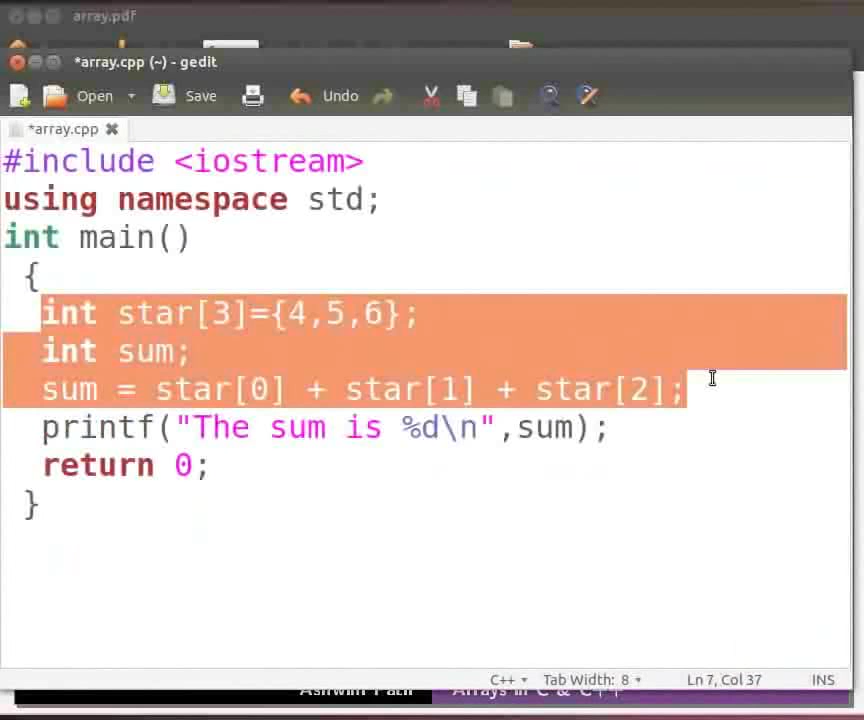 array.pdf
*array.cpp (~) - gedit
Open Save Undo
*array.cpp
#include <iostream>
using namespace std;
int main()
{
int star[3]={4,5,6};
int sum;
sum = star[0] + star[1] + star[2];
printf("The sum is %d\n",sum);
return 0;
}
C++ Tab Width: 8 Ln 7, Col 37 INS
Arrays in C & C++